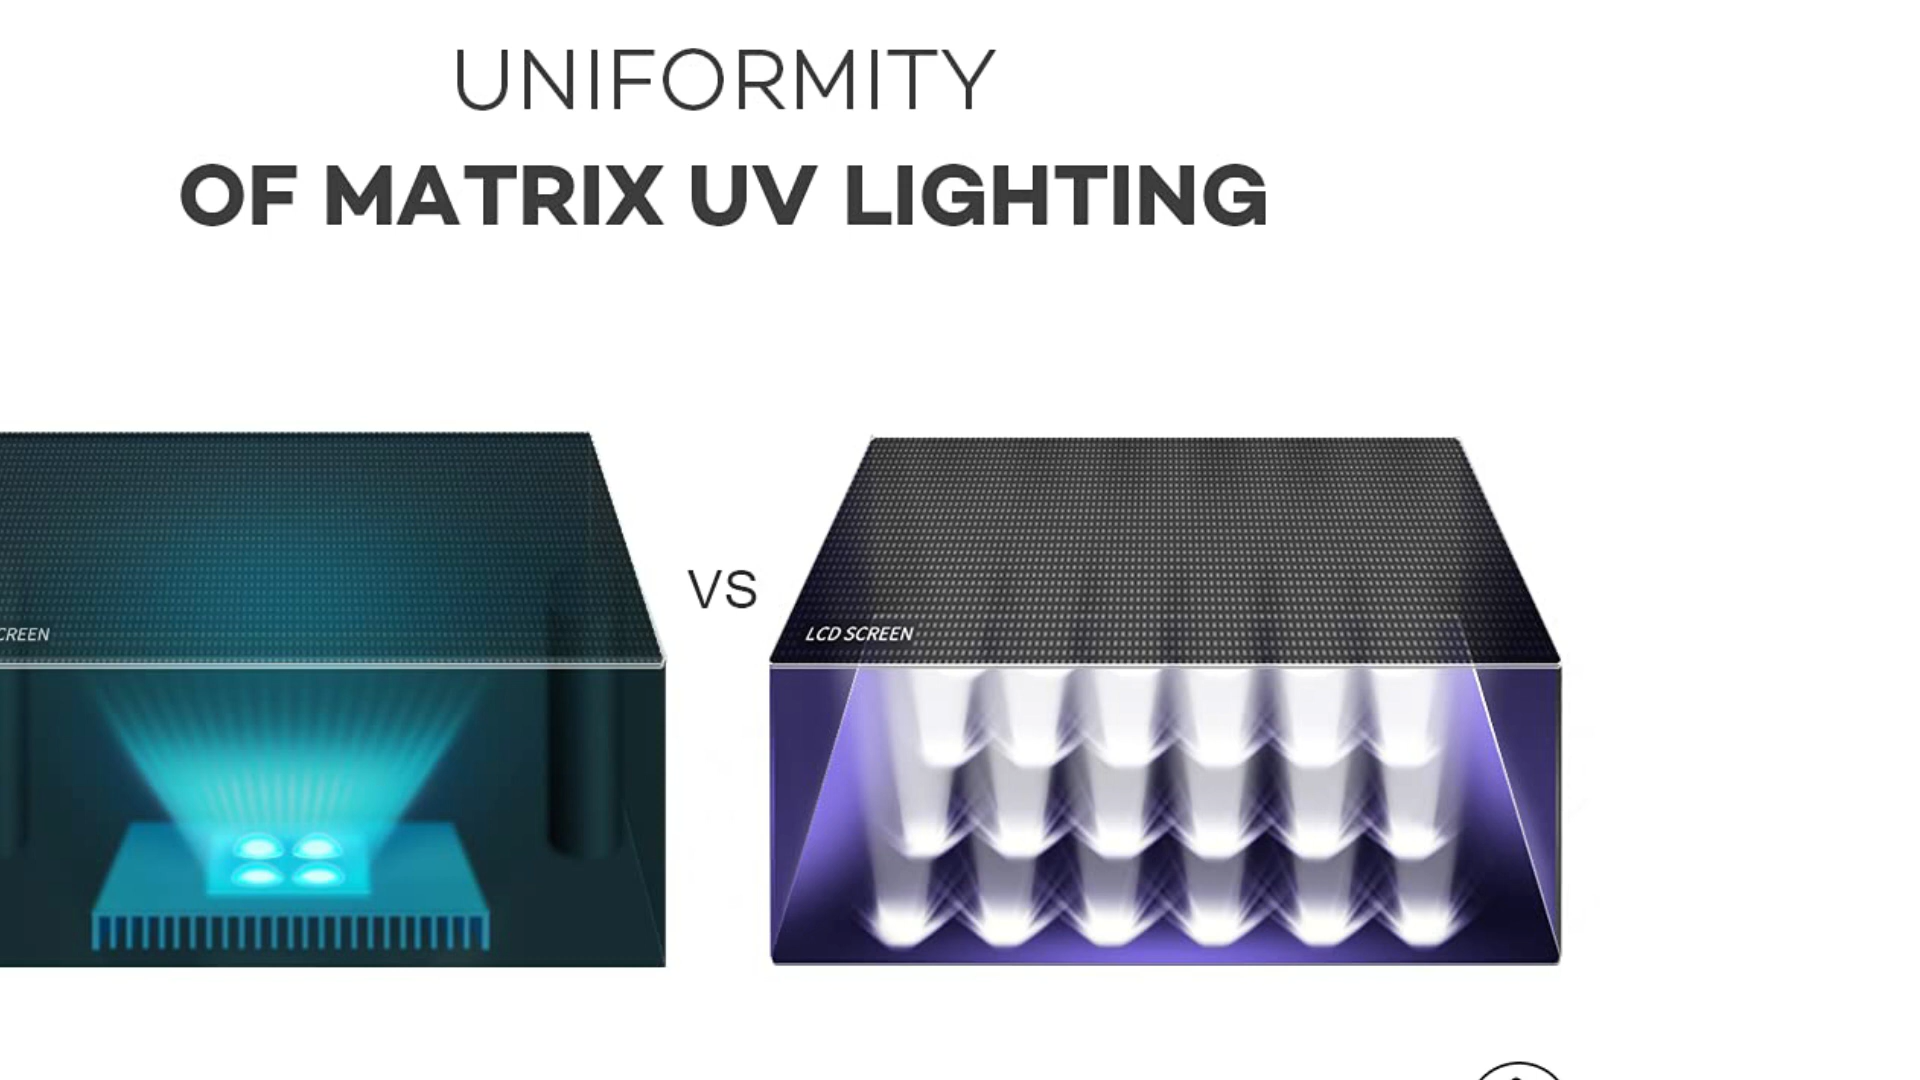 UNIFORMITY
OF MATRIX UV LIGHTING
VS
CREEN
LCD SCREEN